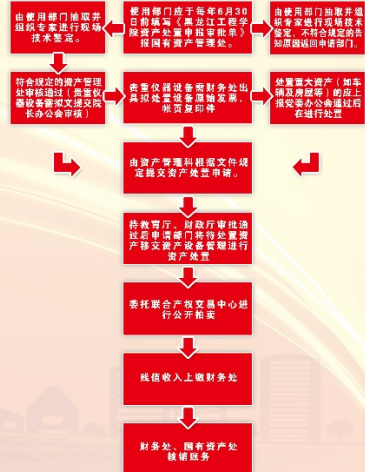 由使用部门抽取并
组织专家进行现场
技术鉴定。
使用部门应于每年6月30
日前填写《黑龙江工程学
院资产处置申报审批单》
报国有资产管理处。
由使用部门抽取并组
织专家进行现场技术
鉴定，不符合规定的告
知原因返回申请部门。
符合规定的资产管理
处审核通过（贵重仪
器设备需拟文提交院
长办公会审核）
贵重仪器设备需财务处出
具拟处置设备原始发票、
帐页复印件
处置重大资产（如车
辆及房屋等）的应上
报党委办公会通过后
在进行处置
由资产管理科根据文件规
定提交资产处置申请。
待教育厅、财政厅审批通
过后申请部门将待处置资
产移交资产设备管理进行
资产处置
委托联合产权交易中心进
行公开拍卖
残值收入上缴财务处
财务处、国有资产处
核销账务